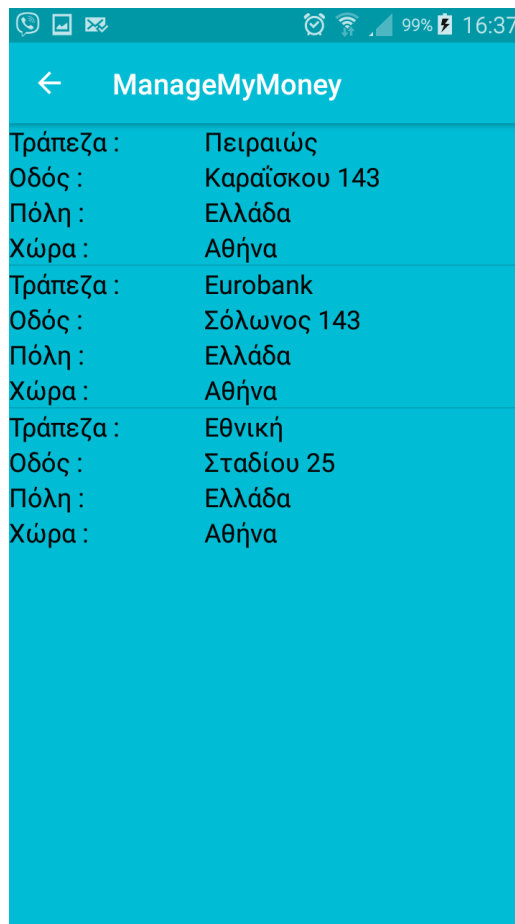 99% 16:37
ManageMyMoney
Τράπεζα : Πειραιώς
Οδός : Καραΐσκου 143
Πόλη : Ελλάδα
Χώρα : Αθήνα
Τράπεζα : Eurobank
Οδός : Σόλωνος 143
Πόλη : Ελλάδα
Χώρα : Αθήνα
Τράπεζα : Εθνική
Οδός : Σταδίου 25
Πόλη : Ελλάδα
Χώρα : Αθήνα